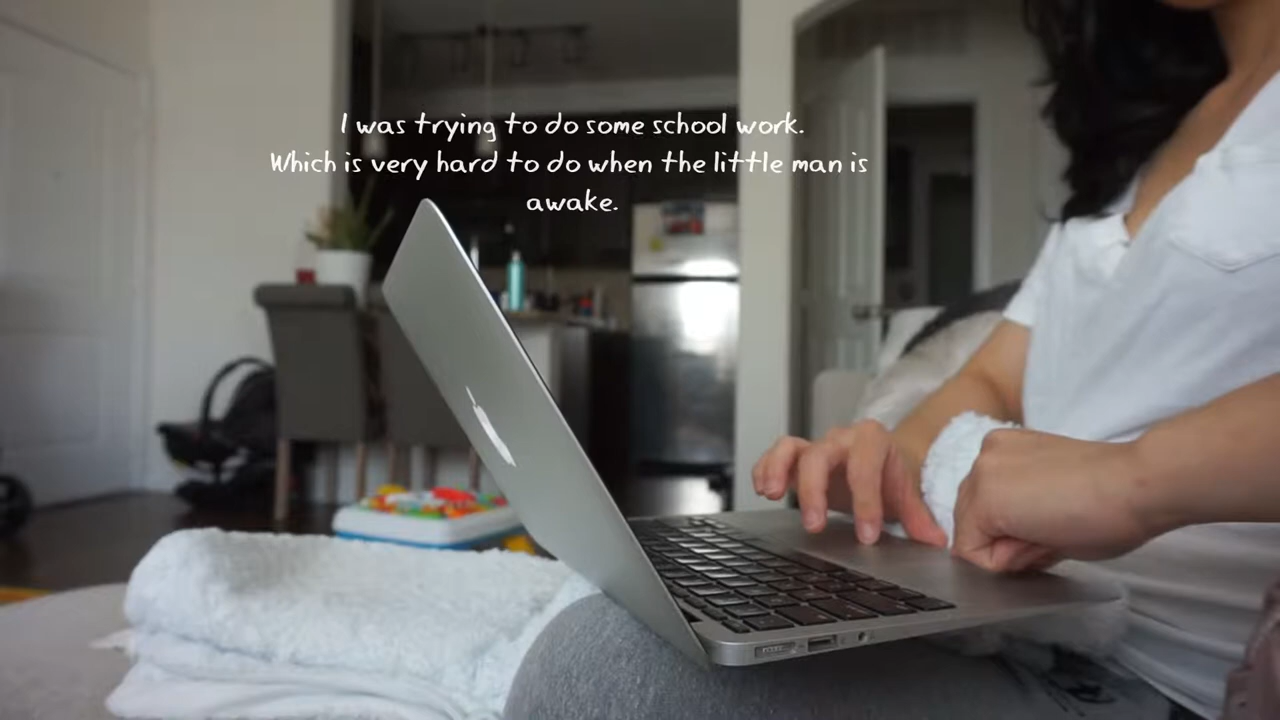 I was trying to do some school work.
Which is very hard to do when the little man is
awake.